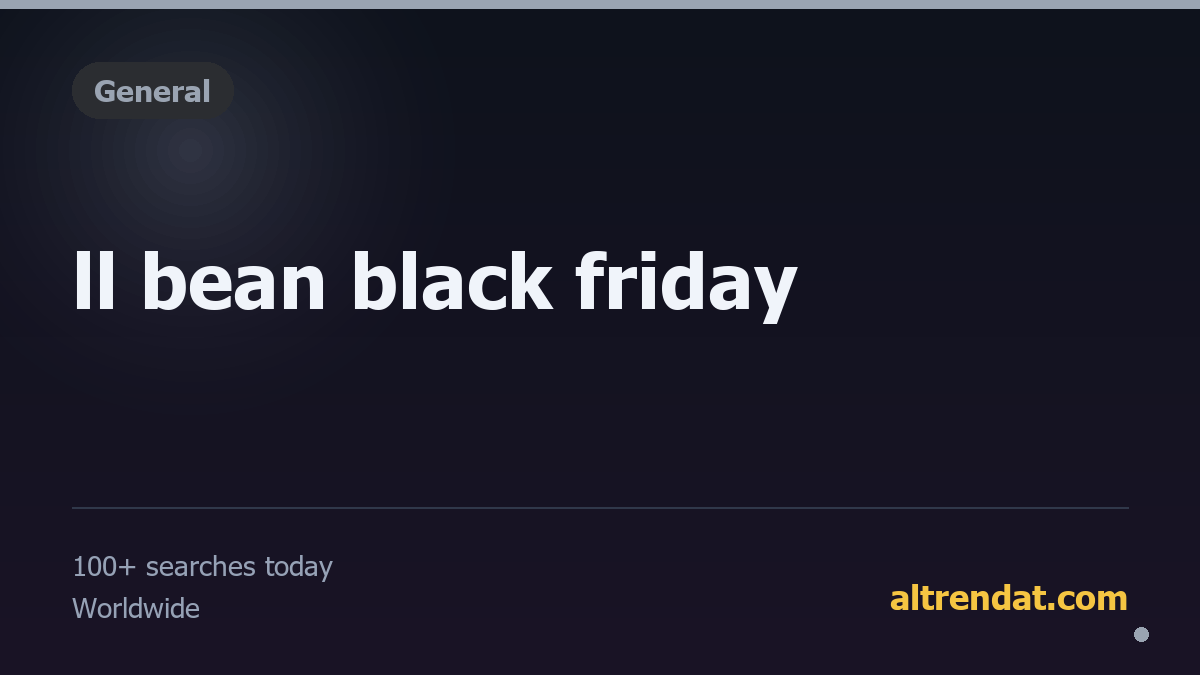 General
ll bean black friday
100+ searches today
Worldwide
altrendat.com